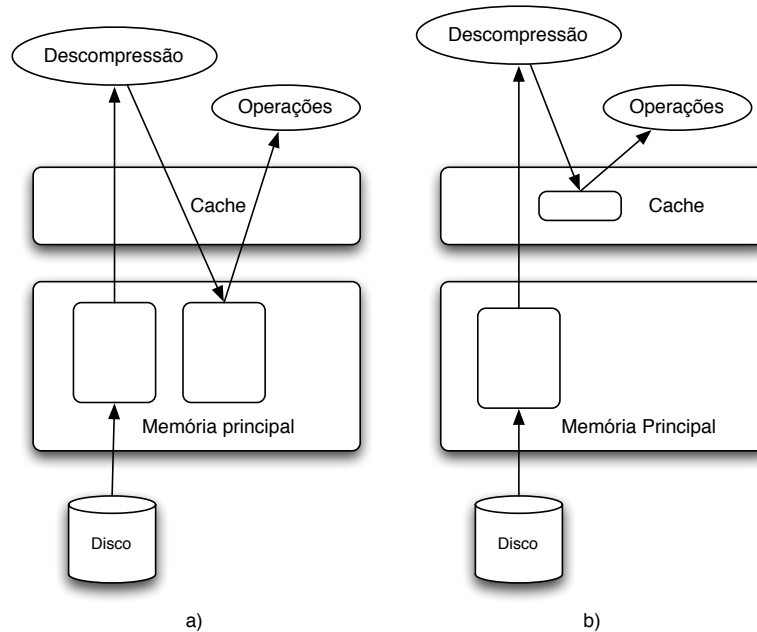 Descompressão
Operações
Cache
Memória principal
Disco
a)
Descompressão
Operações
Cache
Memória Principal
Disco
b)